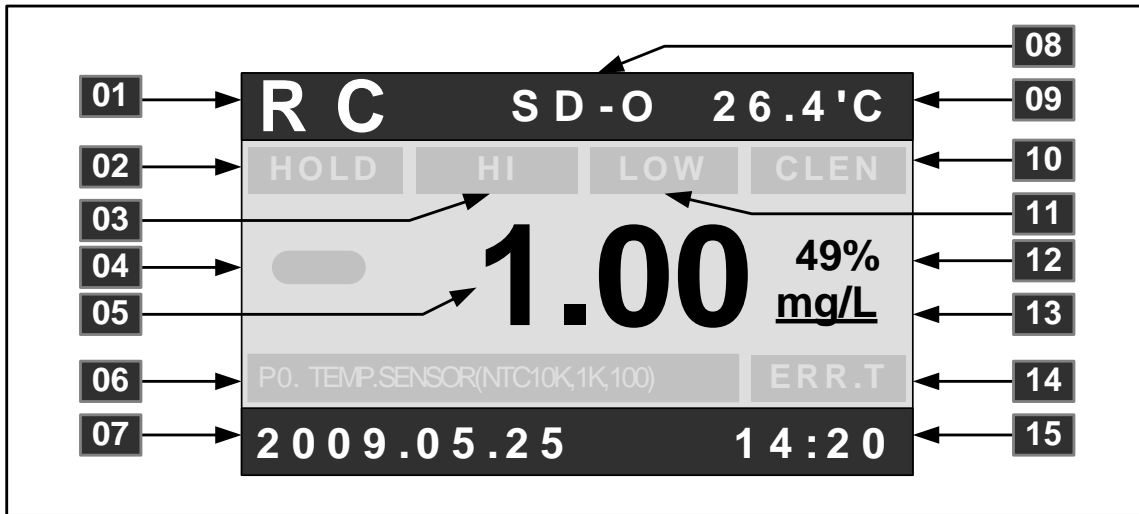 08
01 R C SD-O 26.4'C 09
02 HOLD HI LOW CLEN 10
03 11
04 1.00 49% 12
05 mg/L 13
06 P0. TEMP.SENSOR(NTC10K,1K,100) ERR.T 14
07 2009.05.25 14:20 15